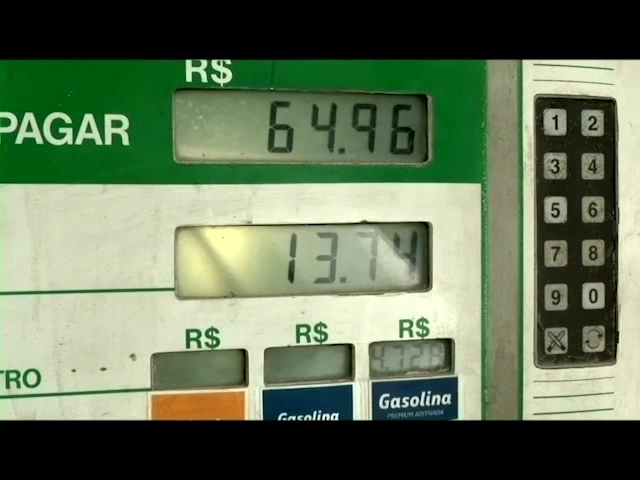 R$
PAGAR 64.96
13.74
R$ R$ R$
TRO 4.728
Gasolina Gasolina
PREMIUM ADITIVADA
1 2
3 4
5 6
7 8
9 0